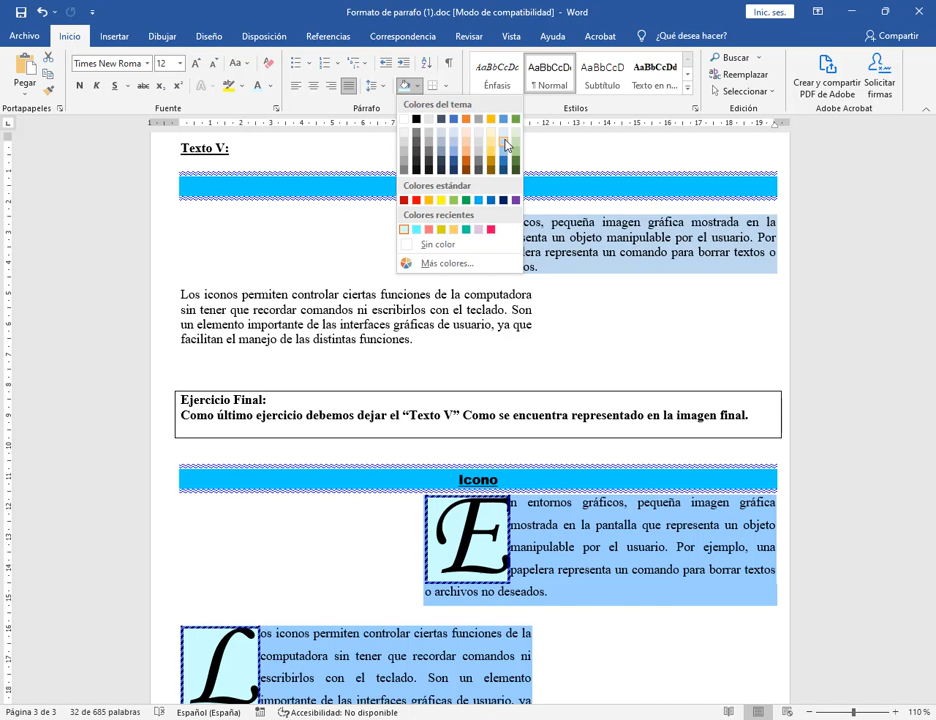 Formato de parrafo (1).doc [Modo de compatibilidad] - Word
Inic. ses.
Archivo Inicio Insertar Dibujar Diseño Disposición Referencias Correspondencia Revisar Vista Ayuda Acrobat ¿Qué desea hacer? Compartir
Pegar
Times New Roma 12
N K S
AaBbCcDc AaBbCcDc AaBbCcD AaBbCcDc
Énfasis ¶ Normal Subtítulo Texto en n...
Buscar
Reemplazar
Seleccionar
Crear y compartir PDF de Adobe
Solicitar firmas
Portapapeles Fuente Párrafo Estilos Edición Adobe Acrobat
Colores del tema
Colores estándar
Colores recientes
Sin color
Más colores...
Texto V:
cos, pequeña imagen gráfica mostrada en la
senta un objeto manipulable por el usuario. Por
pelera representa un comando para borrar textos o
os.
Los iconos permiten controlar ciertas funciones de la computadora
sin tener que recordar comandos ni escribirlos con el teclado. Son
un elemento importante de las interfaces gráficas de usuario, ya que
facilitan el manejo de las distintas funciones.
Ejercicio Final:
Como último ejercicio debemos dejar el “Texto V” Como se encuentra representado en la imagen final.
Icono
En entornos gráficos, pequeña imagen gráfica
mostrada en la pantalla que representa un objeto
manipulable por el usuario. Por ejemplo, una
papelera representa un comando para borrar textos
o archivos no deseados.
Los iconos permiten controlar ciertas funciones de la
computadora sin tener que recordar comandos ni
escribirlos con el teclado. Son un elemento
importante de las interfaces gráficas de usuario, ya
Página 3 de 3 32 de 685 palabras Español (España) Accesibilidad: No disponible 110 %